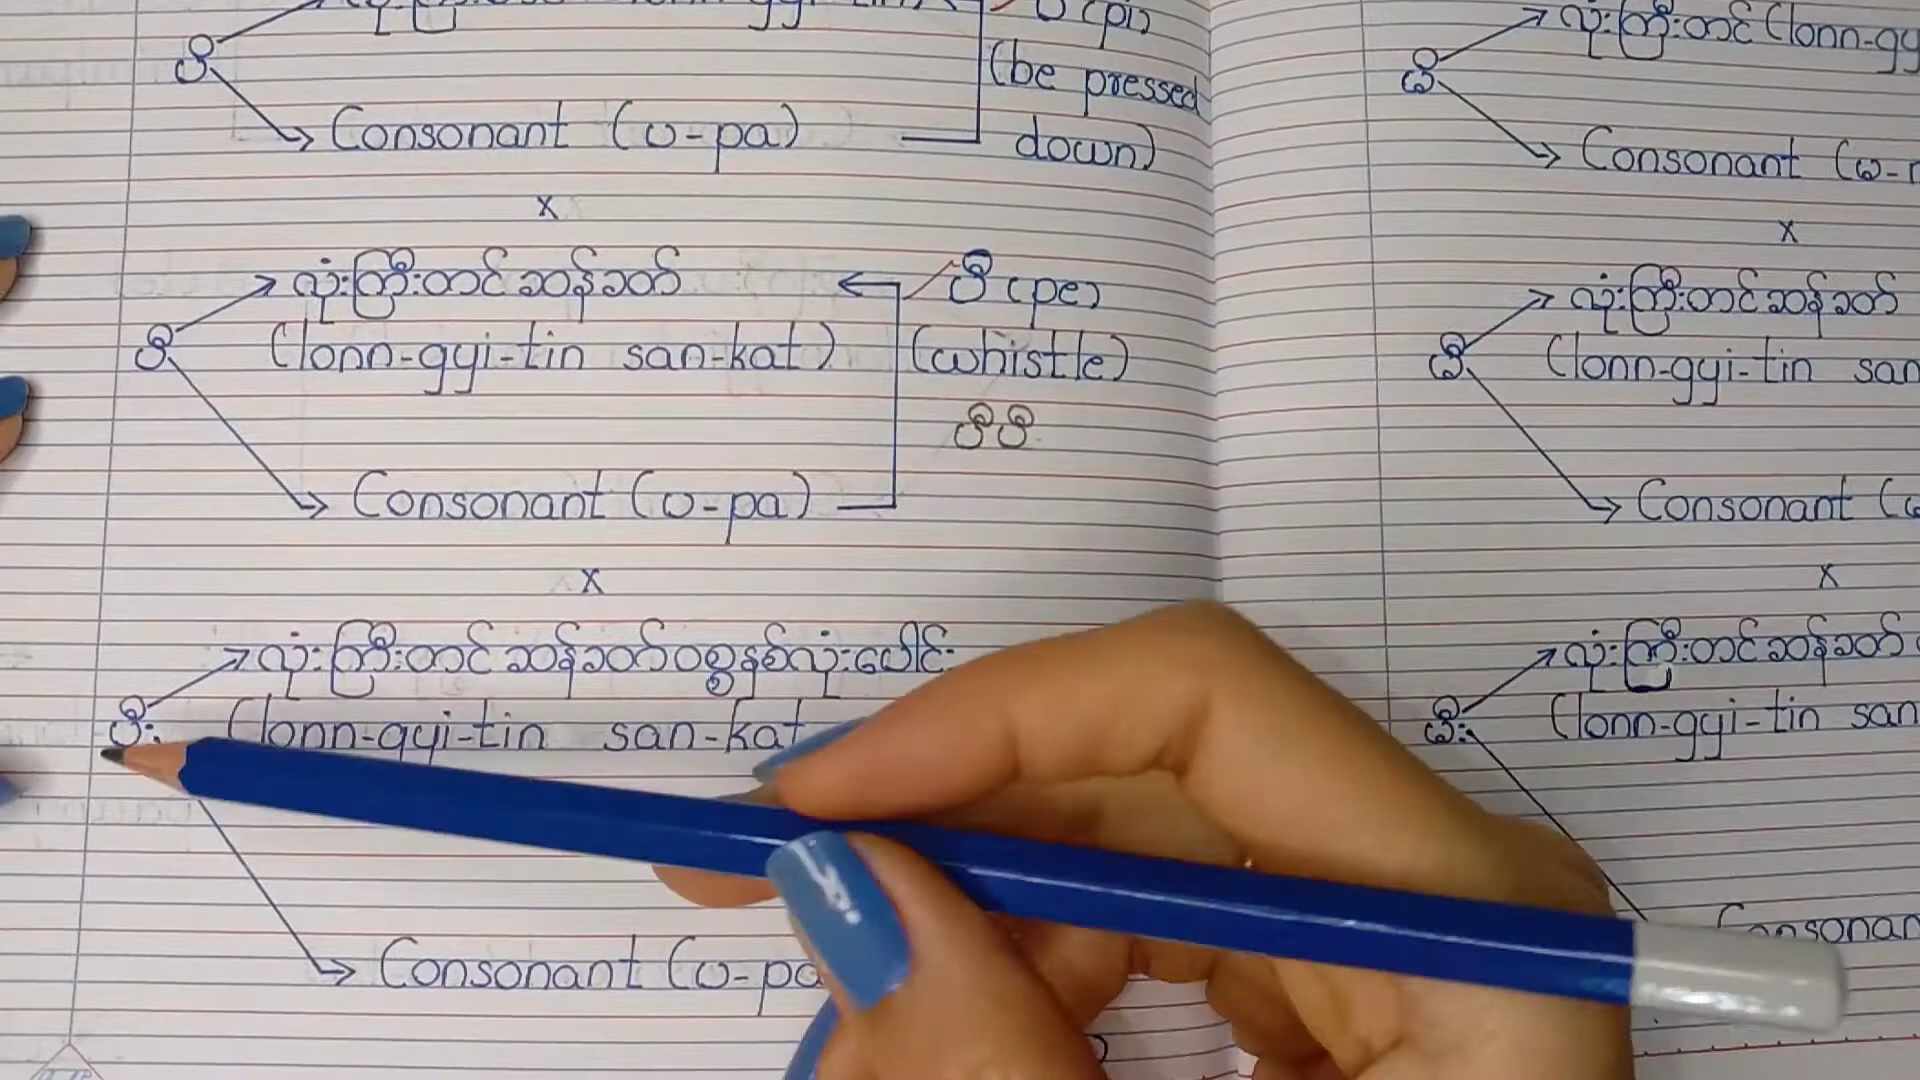 ပိ (pi)
ပိ
(be pressed
Consonant (ပ-pa)
down)
x
လုံးကြီးတင် ဆန်ခတ်
ပီ (pe)
ပီ
(lonn-gyi-tin san-kat)
(whistle)
ပီပီ
Consonant (ပ-pa)
x
လုံးကြီးတင် ဆန်ခတ်ဝစ္စနှစ်လုံးပေါင်း
ပီး
(lonn-gyi-tin san-kat
Consonant (ပ-pa
လုံးကြီးတင် (lonn-gy
ဖိ
Consonant (ဖ-
x
လုံးကြီးတင် ဆန်ခတ်
ဖီ
(lonn-gyi-tin san
Consonant
x
လုံးကြီးတင် ဆန်ခတ်
ဖီး
(lonn-gyi-tin san
Consonan